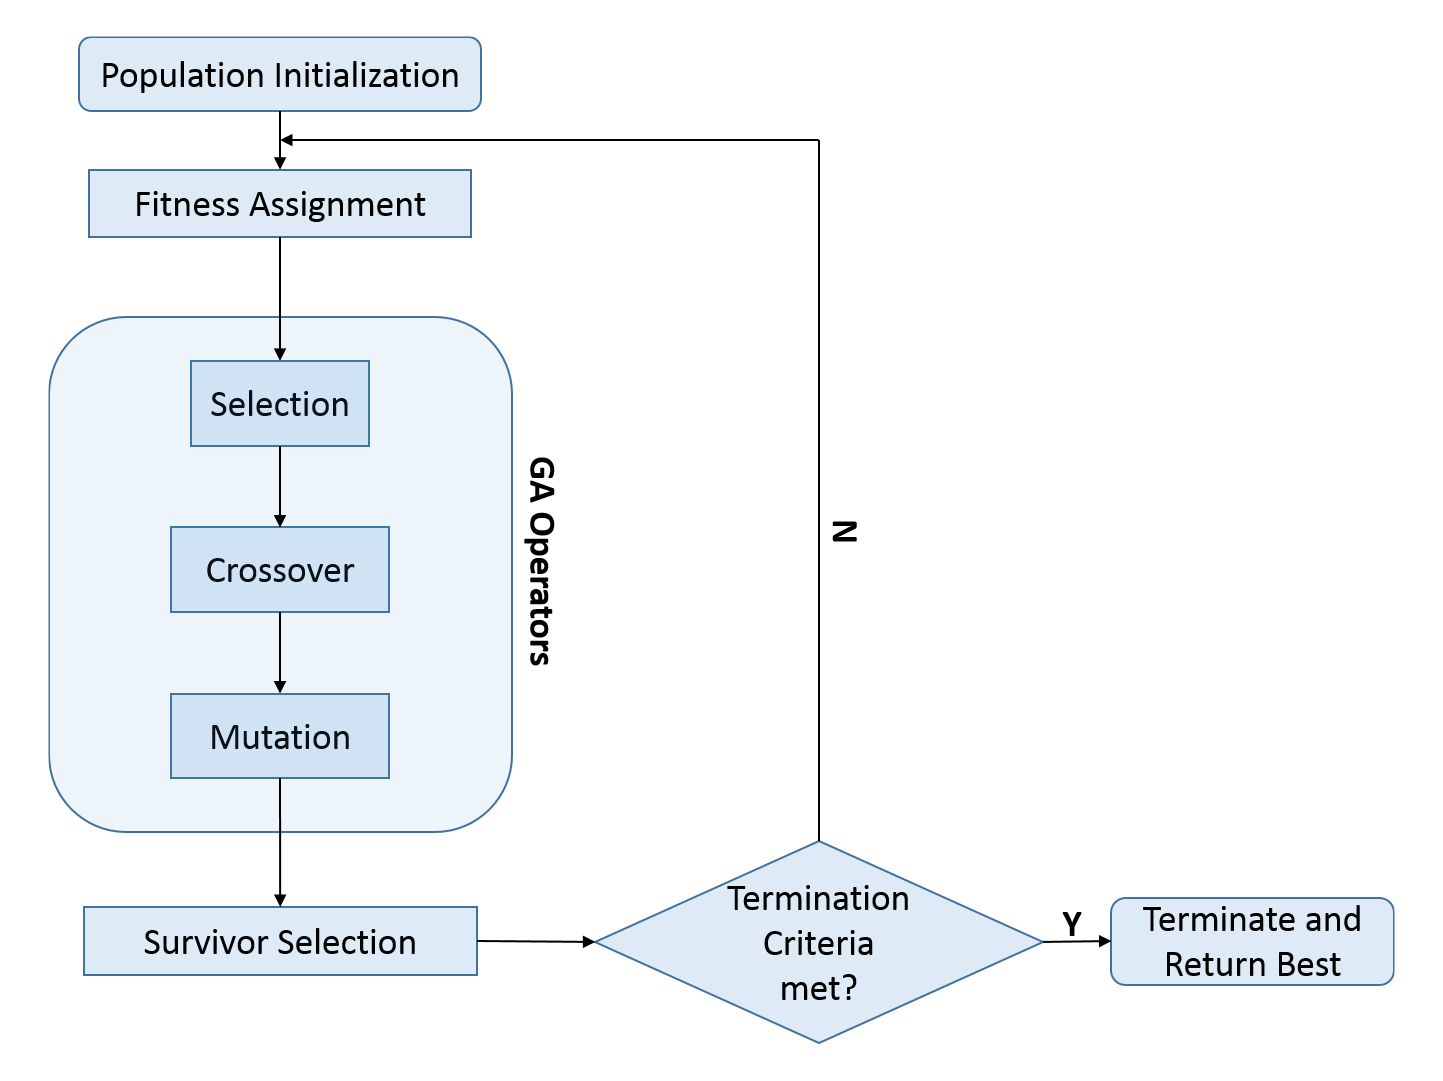 Population Initialization
Fitness Assignment
Selection
Crossover
Mutation
GA Operators
N
Survivor Selection
Termination
Criteria
met?
Y
Terminate and
Return Best